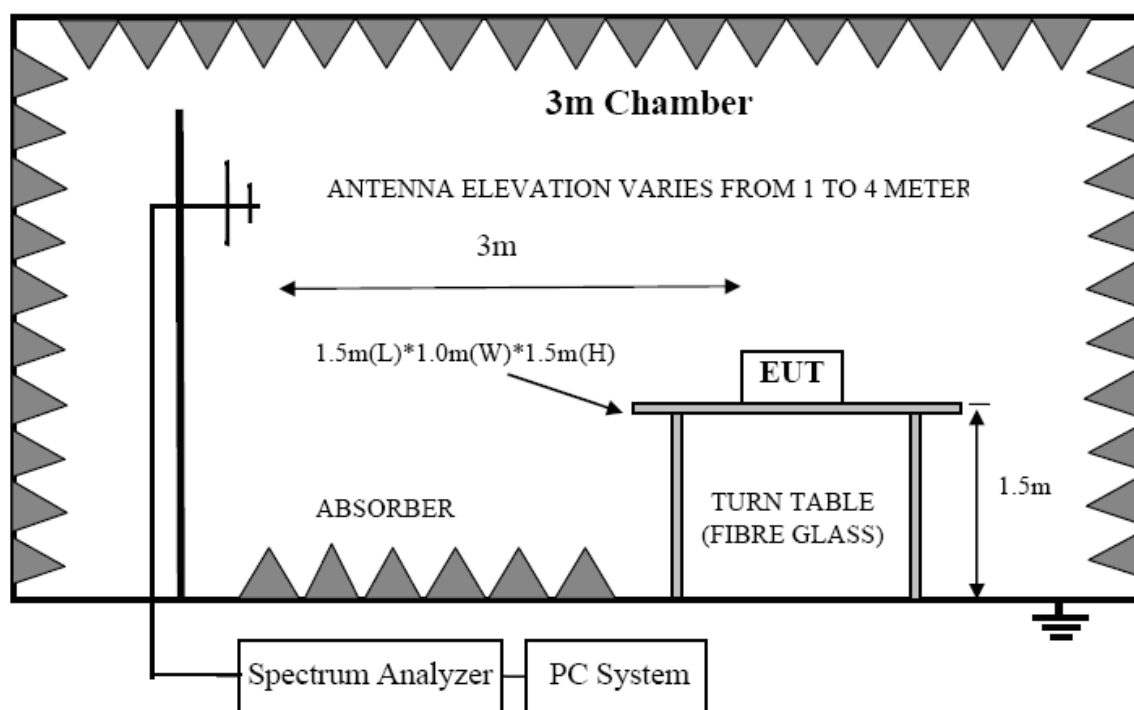 3m Chamber
ANTENNA ELEVATION VARIES FROM 1 TO 4 METER
3m
1.5m(L)*1.0m(W)*1.5m(H)
EUT
1.5m
TURN TABLE
(FIBRE GLASS)
ABSORBER
Spectrum Analyzer
PC System